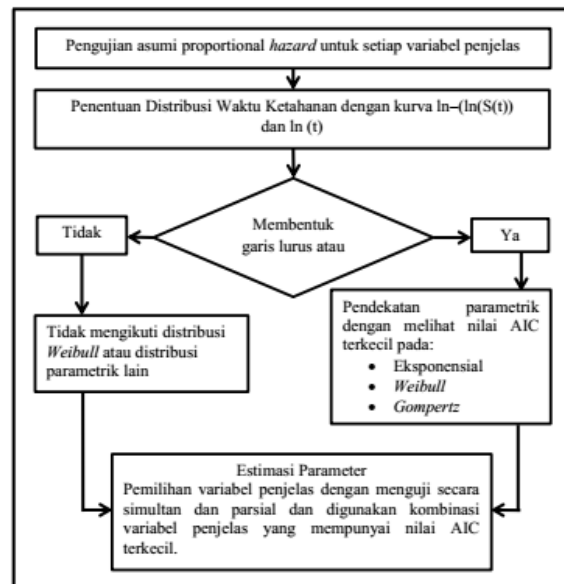 Pengujian asumi proportional hazard untuk setiap variabel penjelas
Penentuan Distribusi Waktu Ketahanan dengan kurva ln–(ln(S(t))
dan ln (t)
Membentuk
garis lurus atau
Tidak
Ya
Tidak mengikuti distribusi
Weibull atau distribusi
parametrik lain
Pendekatan parametrik
dengan melihat nilai AIC
terkecil pada:
• Eksponensial
• Weibull
• Gompertz
Estimasi Parameter
Pemilihan variabel penjelas dengan menguji secara
simultan dan parsial dan digunakan kombinasi
variabel penjelas yang mempunyai nilai AIC
terkecil.